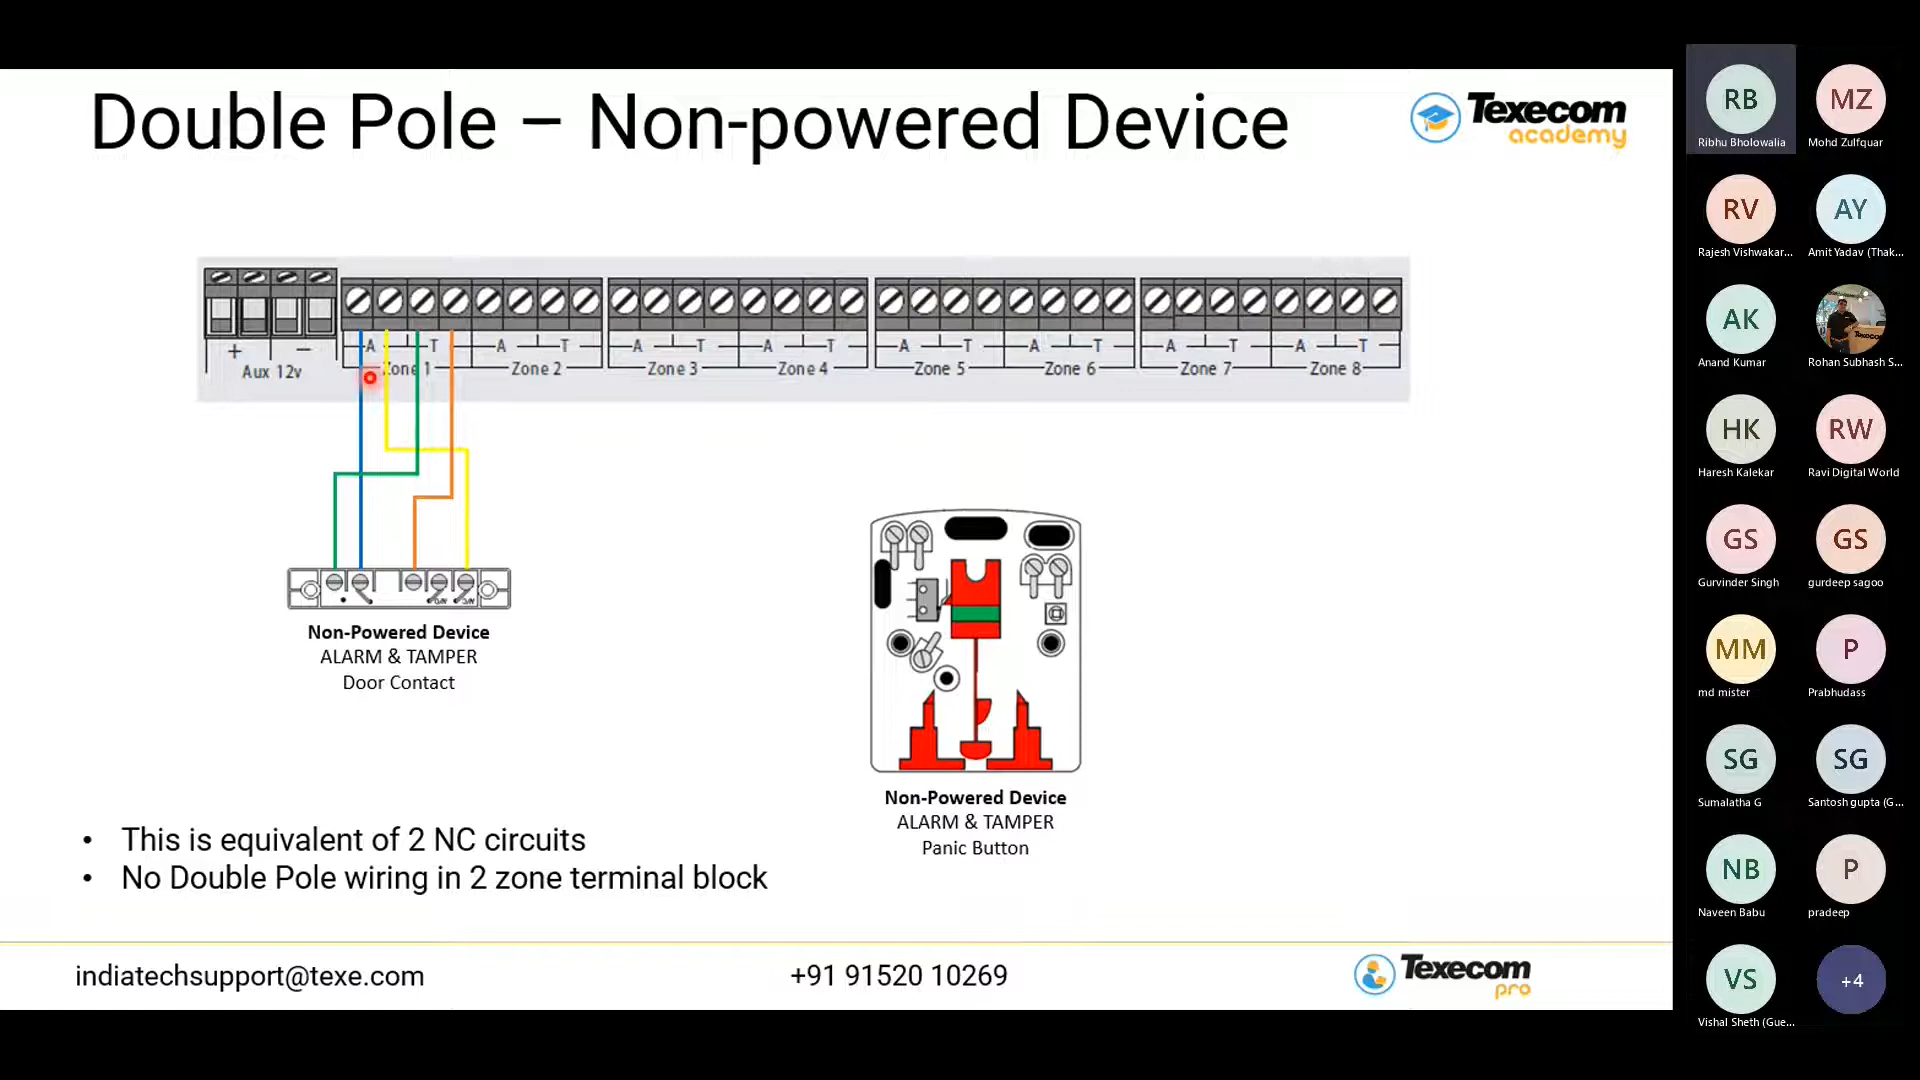 Double Pole – Non-powered Device
Texecom
academy
+ −
Aux 12v
A T A T A T A T A T A T A T A T
Zone 1 Zone 2 Zone 3 Zone 4 Zone 5 Zone 6 Zone 7 Zone 8
Non-Powered Device
ALARM & TAMPER
Door Contact
Non-Powered Device
ALARM & TAMPER
Panic Button
• This is equivalent of 2 NC circuits
• No Double Pole wiring in 2 zone terminal block
indiatechsupport@texe.com
+91 91520 10269
Texecom
pro
RB MZ
Ribhu Bholowalia Mohd Zulfquar
RV AY
Rajesh Vishwakar... Amit Yadav (Thak...
AK
Anand Kumar Rohan Subhash S...
HK RW
Haresh Kalekar Ravi Digital World
GS GS
Gurvinder Singh gurdeep sagoo
MM P
md mister Prabhudass
SG SG
Sumalatha G Santosh gupta (G...
NB P
Naveen Babu pradeep
VS +4
Vishal Sheth (Gue...